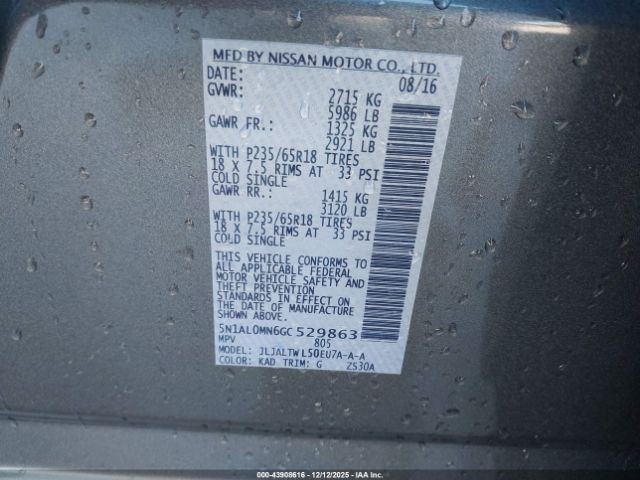 MFD BY NISSAN MOTOR CO., LTD.
DATE: 08/16
GVWR: 2715 KG
5986 LB
GAWR FR.: 1325 KG
2921 LB
WITH P235/65R18 TIRES
18 X 7.5 RIMS AT 33 PSI
COLD SINGLE
GAWR RR.: 1415 KG
3120 LB
WITH P235/65R18 TIRES
18 X 7.5 RIMS AT 33 PSI
COLD SINGLE
THIS VEHICLE CONFORMS TO
ALL APPLICABLE FEDERAL
MOTOR VEHICLE SAFETY AND
THEFT PREVENTION
STANDARDS IN EFFECT ON
THE DATE OF MANUFACTURE
SHOWN ABOVE.
5N1AL0MN6GC529863
MPV 805
MODEL: JLJALTWL50EU7A-A-A
COLOR: KAD TRIM: G ZS30A
000-43908616 - 12/12/2025 - IAA Inc.